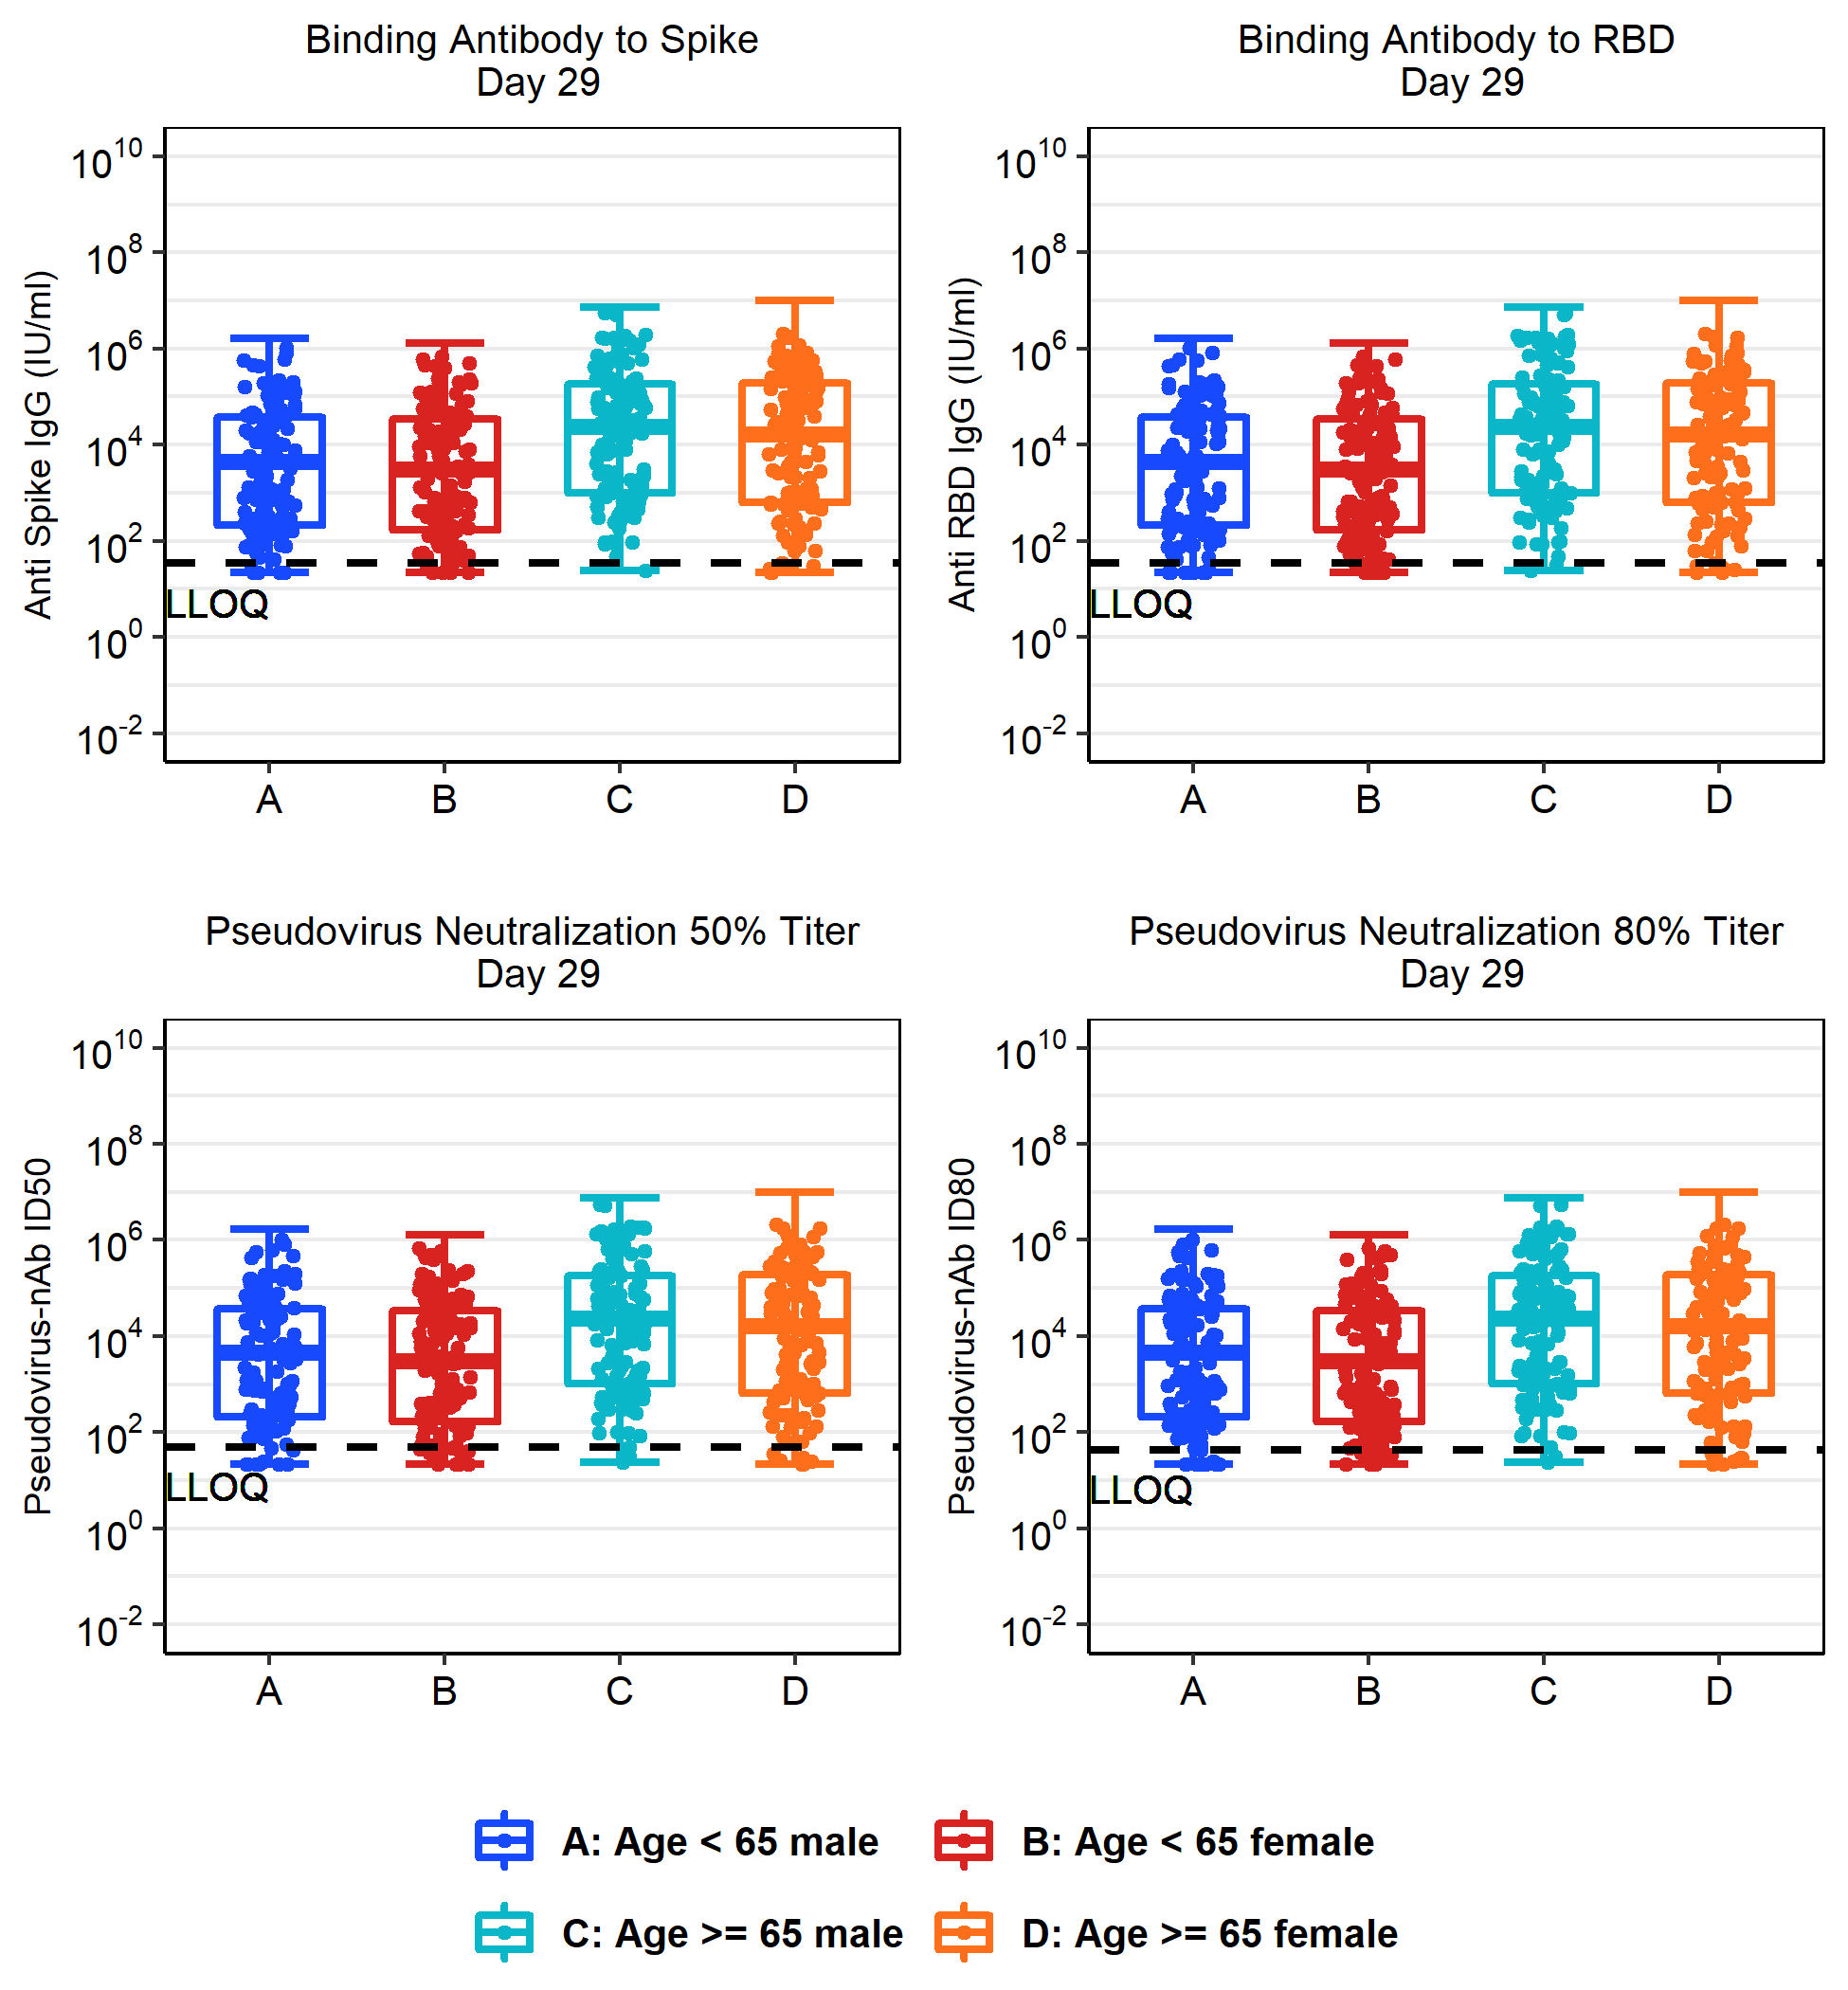 Binding Antibody to Spike
Day 29
Anti Spike IgG (IU/ml)
10^10
10^8
10^6
10^4
10^2
10^0
10^-2
LLOQ
A B C D
Binding Antibody to RBD
Day 29
Anti RBD IgG (IU/ml)
10^10
10^8
10^6
10^4
10^2
10^0
10^-2
LLOQ
A B C D
Pseudovirus Neutralization 50% Titer
Day 29
Pseudovirus-nAb ID50
10^10
10^8
10^6
10^4
10^2
10^0
10^-2
LLOQ
A B C D
Pseudovirus Neutralization 80% Titer
Day 29
Pseudovirus-nAb ID80
10^10
10^8
10^6
10^4
10^2
10^0
10^-2
LLOQ
A B C D
A: Age < 65 male
B: Age < 65 female
C: Age >= 65 male
D: Age >= 65 female